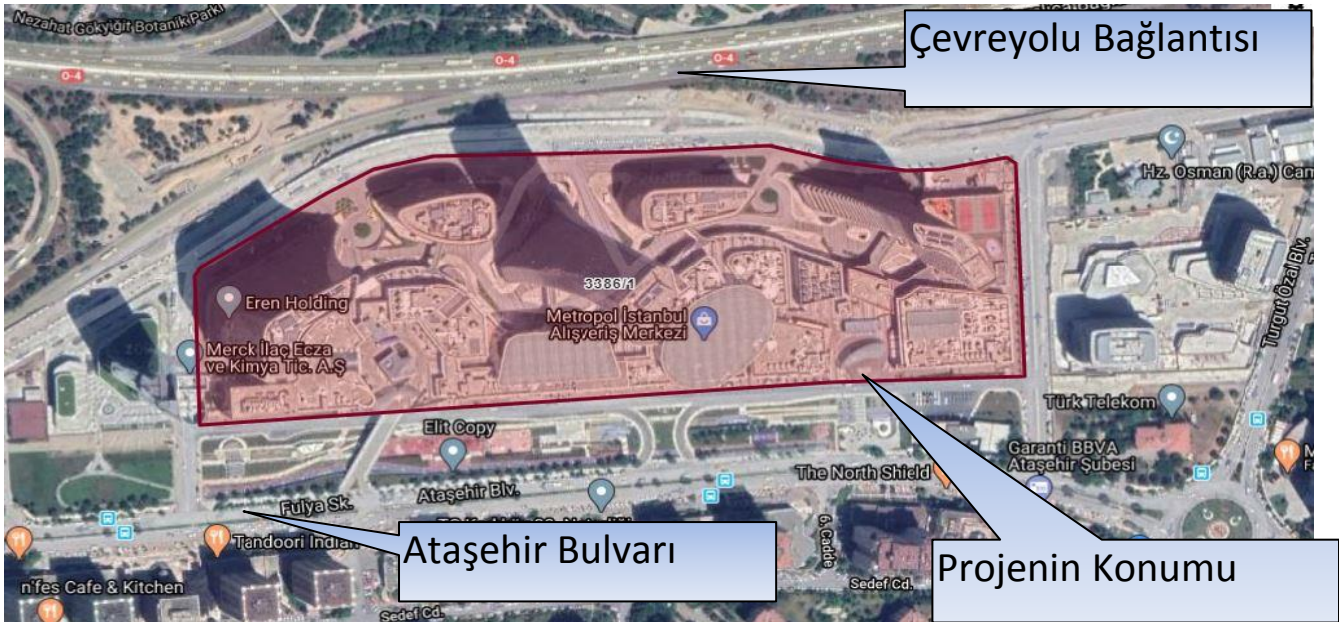 Nezahat Gökyiğit Botanik Parkı
Çevreyolu Bağlantısı
O-4
O-4
O-4
Hz. Osman (R.a.) Cam
3386/1
Eren Holding
Metropol İstanbul
Alışveriş Merkezi
Merck İlaç Ecza
ve Kimya Tic. A.Ş
Turgut Özal Blv.
Türk Telekom
Elit Copy
Garanti BBVA
Ataşehir Şubesi
The North Shield
Ataşehir Blv.
Fulya Sk.
Tandoori Indian
Ataşehir Bulvarı
6. Cadde
Projenin Konumu
n'fes Cafe & Kitchen
Sedef Cd.
Sedef Cd.